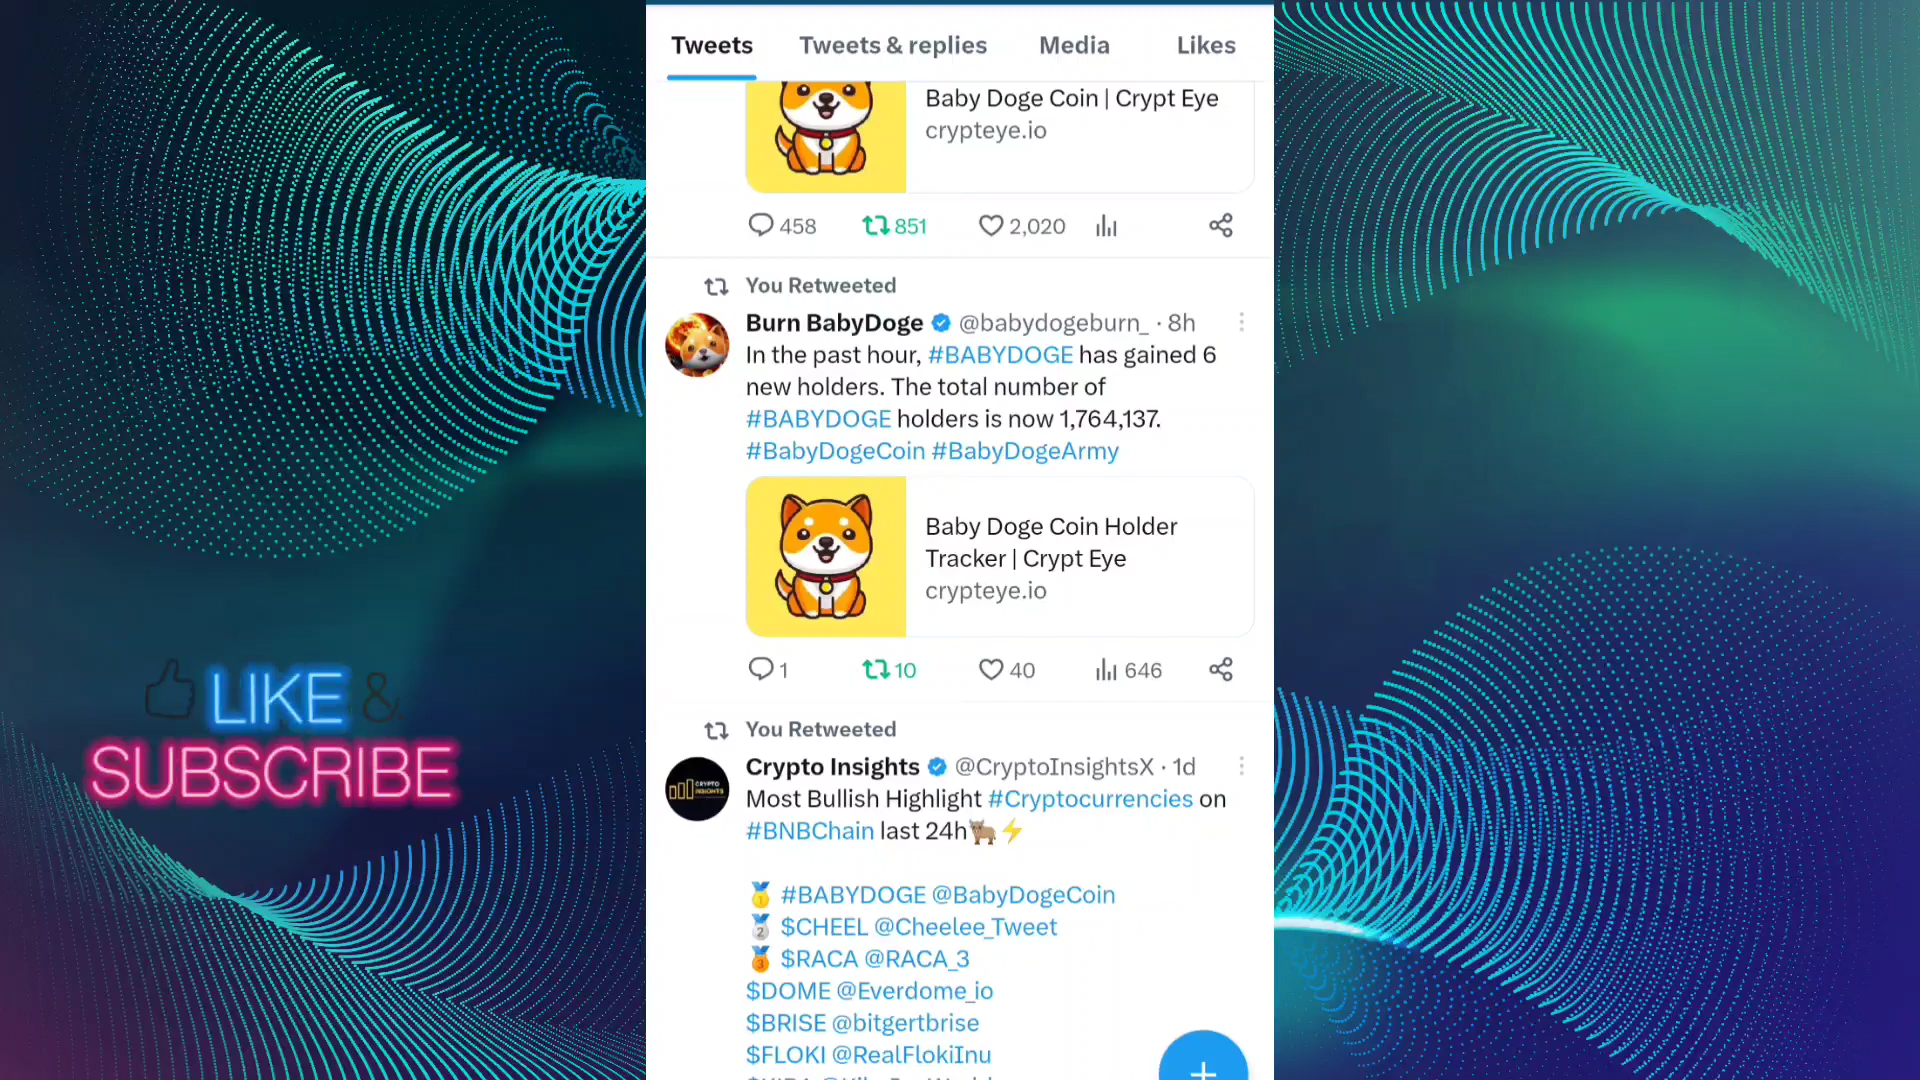 Tweets Tweets & replies Media Likes
Baby Doge Coin | Crypt Eye
crypteye.io
458 851 2,020
You Retweeted
Burn BabyDoge @babydogeburn_ · 8h
In the past hour, #BABYDOGE has gained 6
new holders. The total number of
#BABYDOGE holders is now 1,764,137.
#BabyDogeCoin #BabyDogeArmy
Baby Doge Coin Holder
Tracker | Crypt Eye
crypteye.io
1 10 40 646
You Retweeted
Crypto Insights @CryptoInsightsX · 1d
Most Bullish Highlight #Cryptocurrencies on
#BNBChain last 24h🐂⚡
🥇 #BABYDOGE @BabyDogeCoin
🥈 $CHEEL @Cheelee_Tweet
🥉 $RACA @RACA_3
$DOME @Everdome_io
$BRISE @bitgertbrise
$FLOKI @RealFlokiInu
LIKE &
SUBSCRIBE
CRYPTO
INSIGHTS